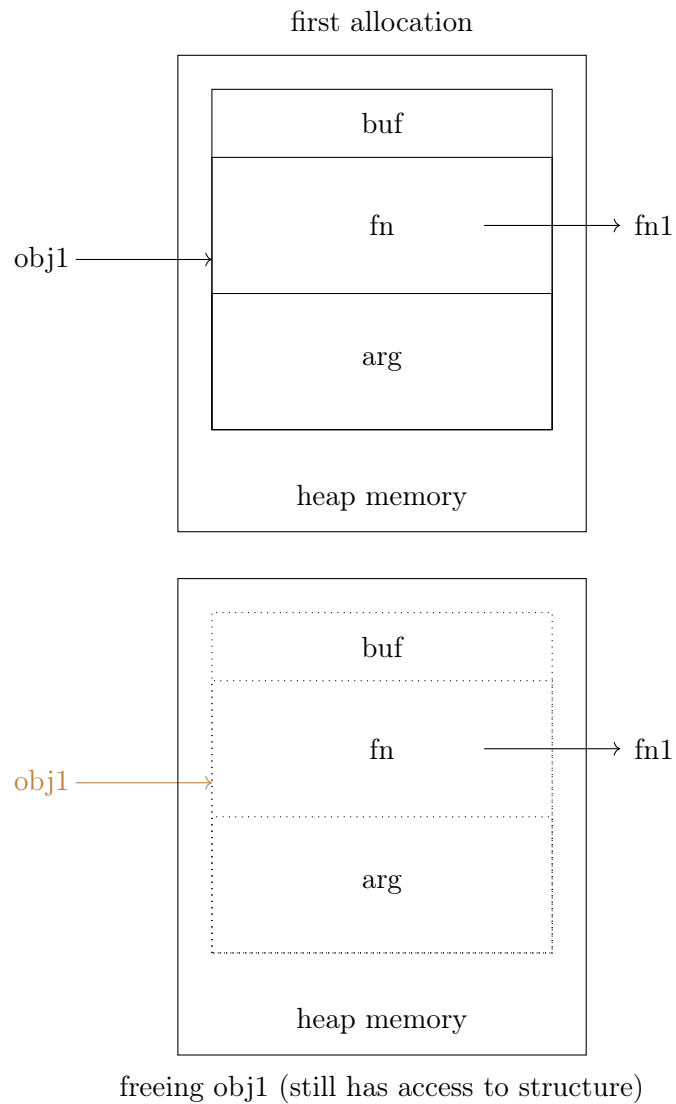 first allocation
buf
fn
fn1
obj1
arg
heap memory
buf
fn
fn1
obj1
arg
heap memory
freeing obj1 (still has access to structure)